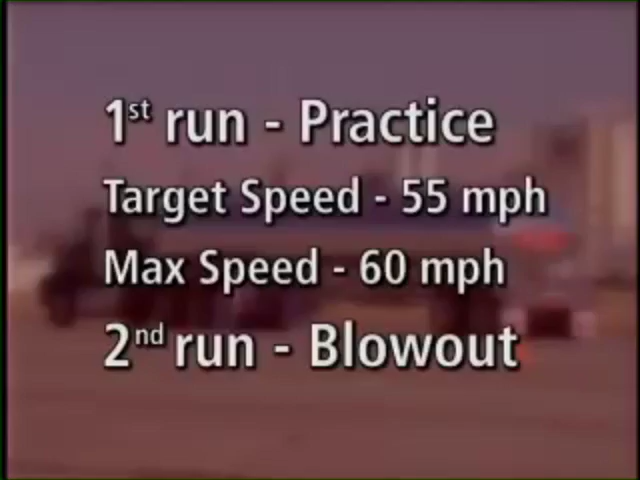 1st run - Practice
Target Speed - 55 mph
Max Speed - 60 mph
2nd run - Blowout